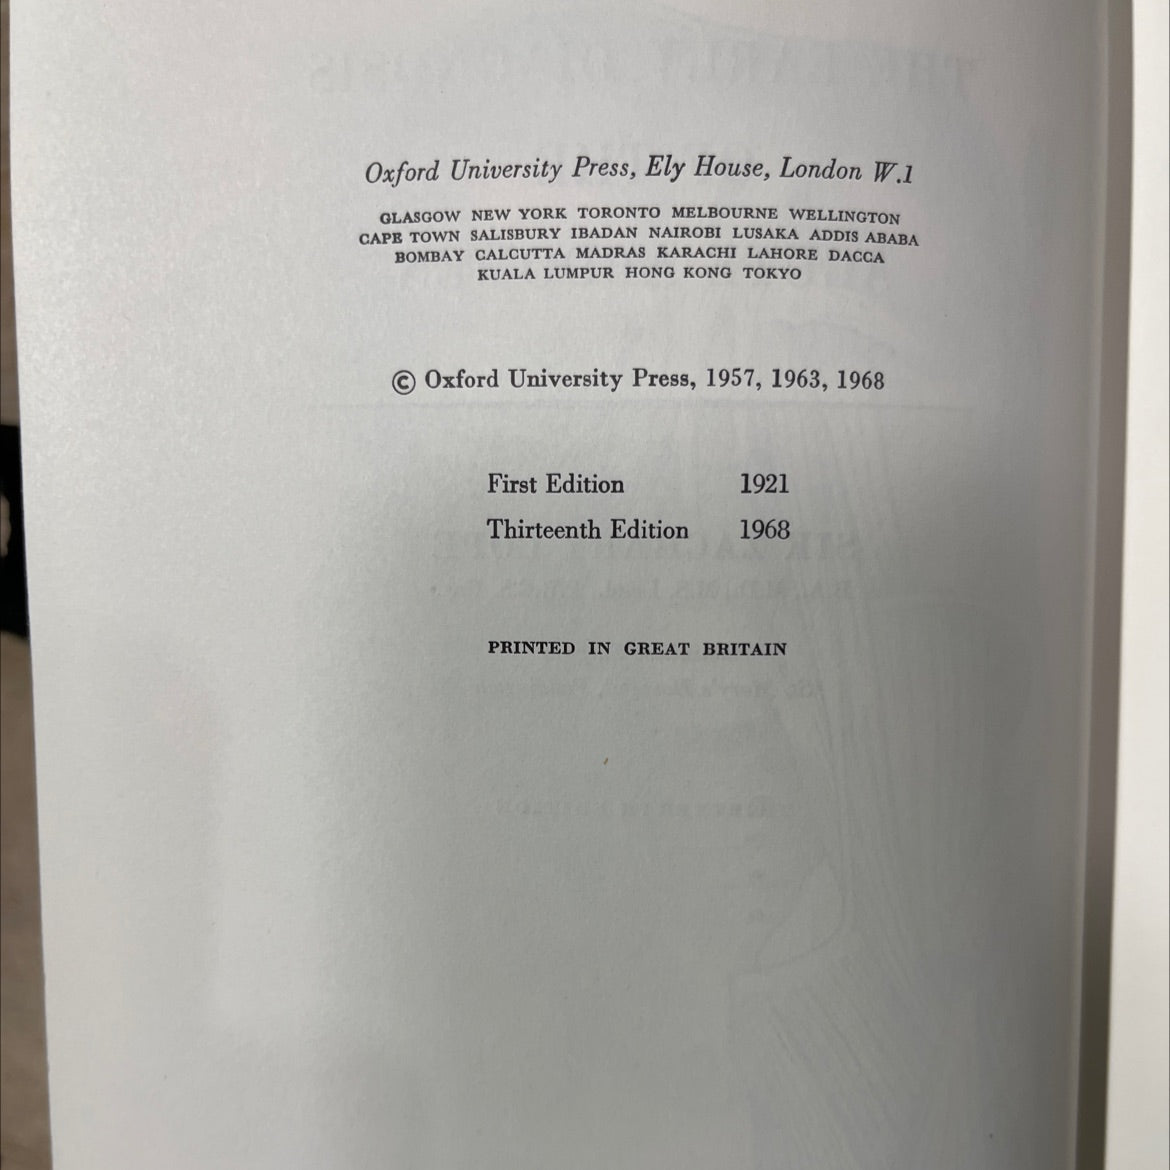 Oxford University Press, Ely House, London W.1
GLASGOW NEW YORK TORONTO MELBOURNE WELLINGTON
CAPE TOWN SALISBURY IBADAN NAIROBI LUSAKA ADDIS ABABA
BOMBAY CALCUTTA MADRAS KARACHI LAHORE DACCA
KUALA LUMPUR HONG KONG TOKYO
© Oxford University Press, 1957, 1963, 1968
First Edition 1921
Thirteenth Edition 1968
PRINTED IN GREAT BRITAIN